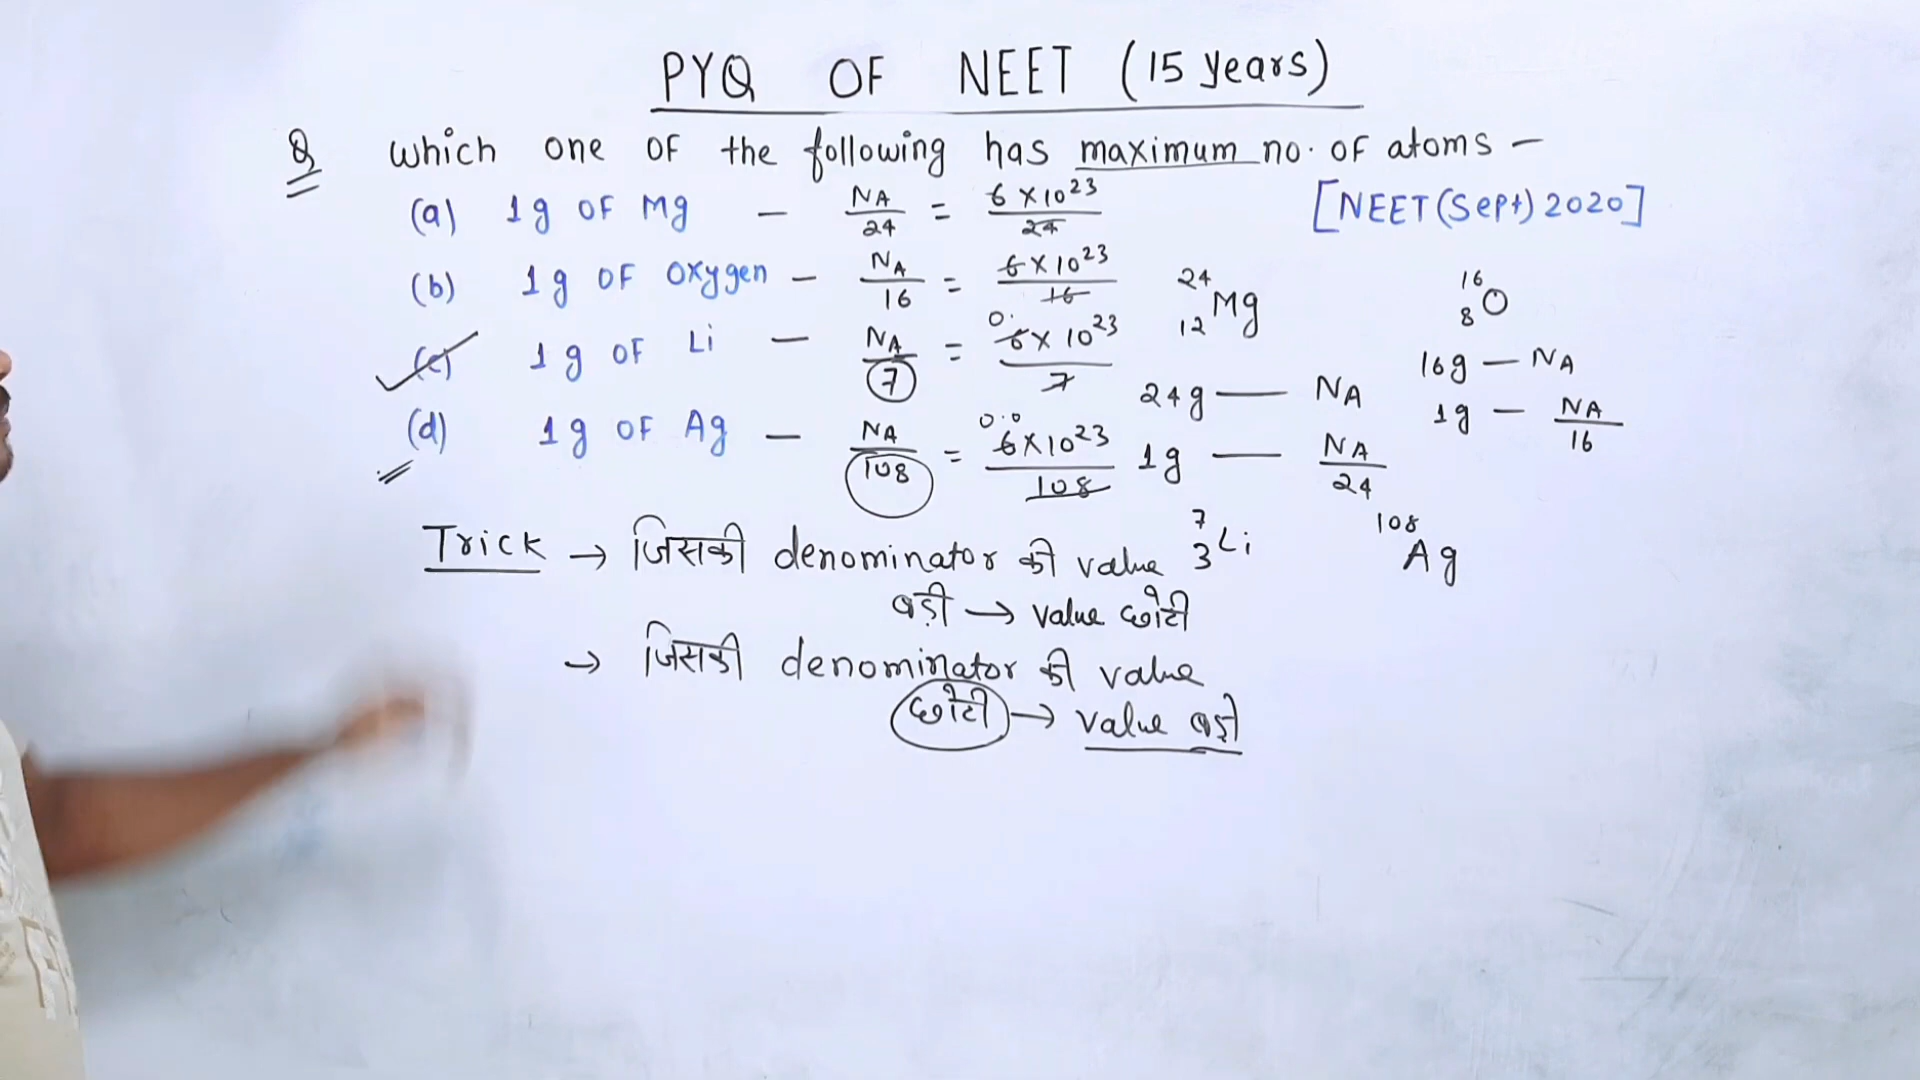 PYQ OF NEET (15 years)
Q which one of the following has maximum no. of atoms –
[NEET(Sept) 2020]
(a) 1g of Mg – NA/24 = 6 × 10²³/24
(b) 1g of Oxygen – NA/16 = 6 × 10²³/16
(c) 1g of Li – NA/7 = 6 × 10²³/7
0.
(d) 1g of Ag – NA/108 = 6 × 10²³/108
0.0
²⁴₁₂Mg
24g — NA
1g — NA/24
¹⁶₈O
16g — NA
1g — NA/16
⁷₃Li
¹⁰⁸Ag
Trick → जिसकी denominator की value
बड़ी → value छोटी
→ जिसकी denominator की value
छोटी → value बड़ी